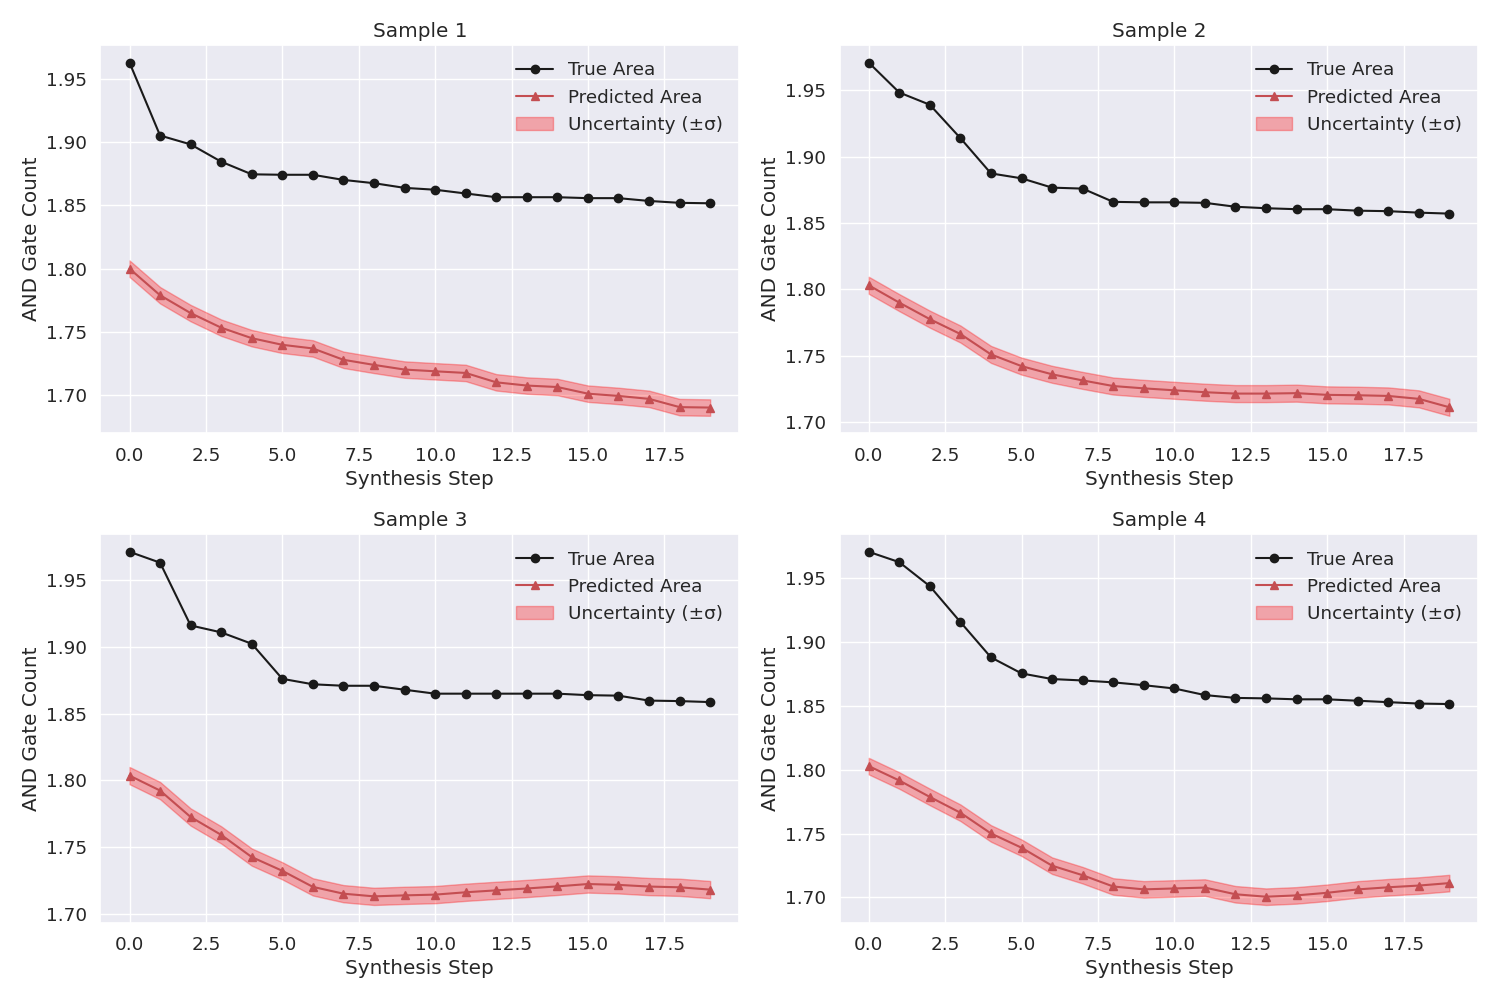 Sample 1
AND Gate Count
1.95
1.90
1.85
1.80
1.75
1.70
True Area
Predicted Area
Uncertainty (±σ)
0.0 2.5 5.0 7.5 10.0 12.5 15.0 17.5
Synthesis Step
Sample 2
AND Gate Count
1.95
1.90
1.85
1.80
1.75
1.70
True Area
Predicted Area
Uncertainty (±σ)
0.0 2.5 5.0 7.5 10.0 12.5 15.0 17.5
Synthesis Step
Sample 3
AND Gate Count
1.95
1.90
1.85
1.80
1.75
1.70
True Area
Predicted Area
Uncertainty (±σ)
0.0 2.5 5.0 7.5 10.0 12.5 15.0 17.5
Synthesis Step
Sample 4
AND Gate Count
1.95
1.90
1.85
1.80
1.75
1.70
True Area
Predicted Area
Uncertainty (±σ)
0.0 2.5 5.0 7.5 10.0 12.5 15.0 17.5
Synthesis Step